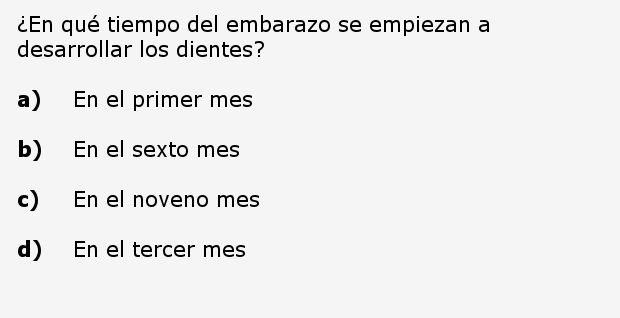 ¿En qué tiempo del embarazo se empiezan a
desarrollar los dientes?
a) En el primer mes
b) En el sexto mes
c) En el noveno mes
d) En el tercer mes